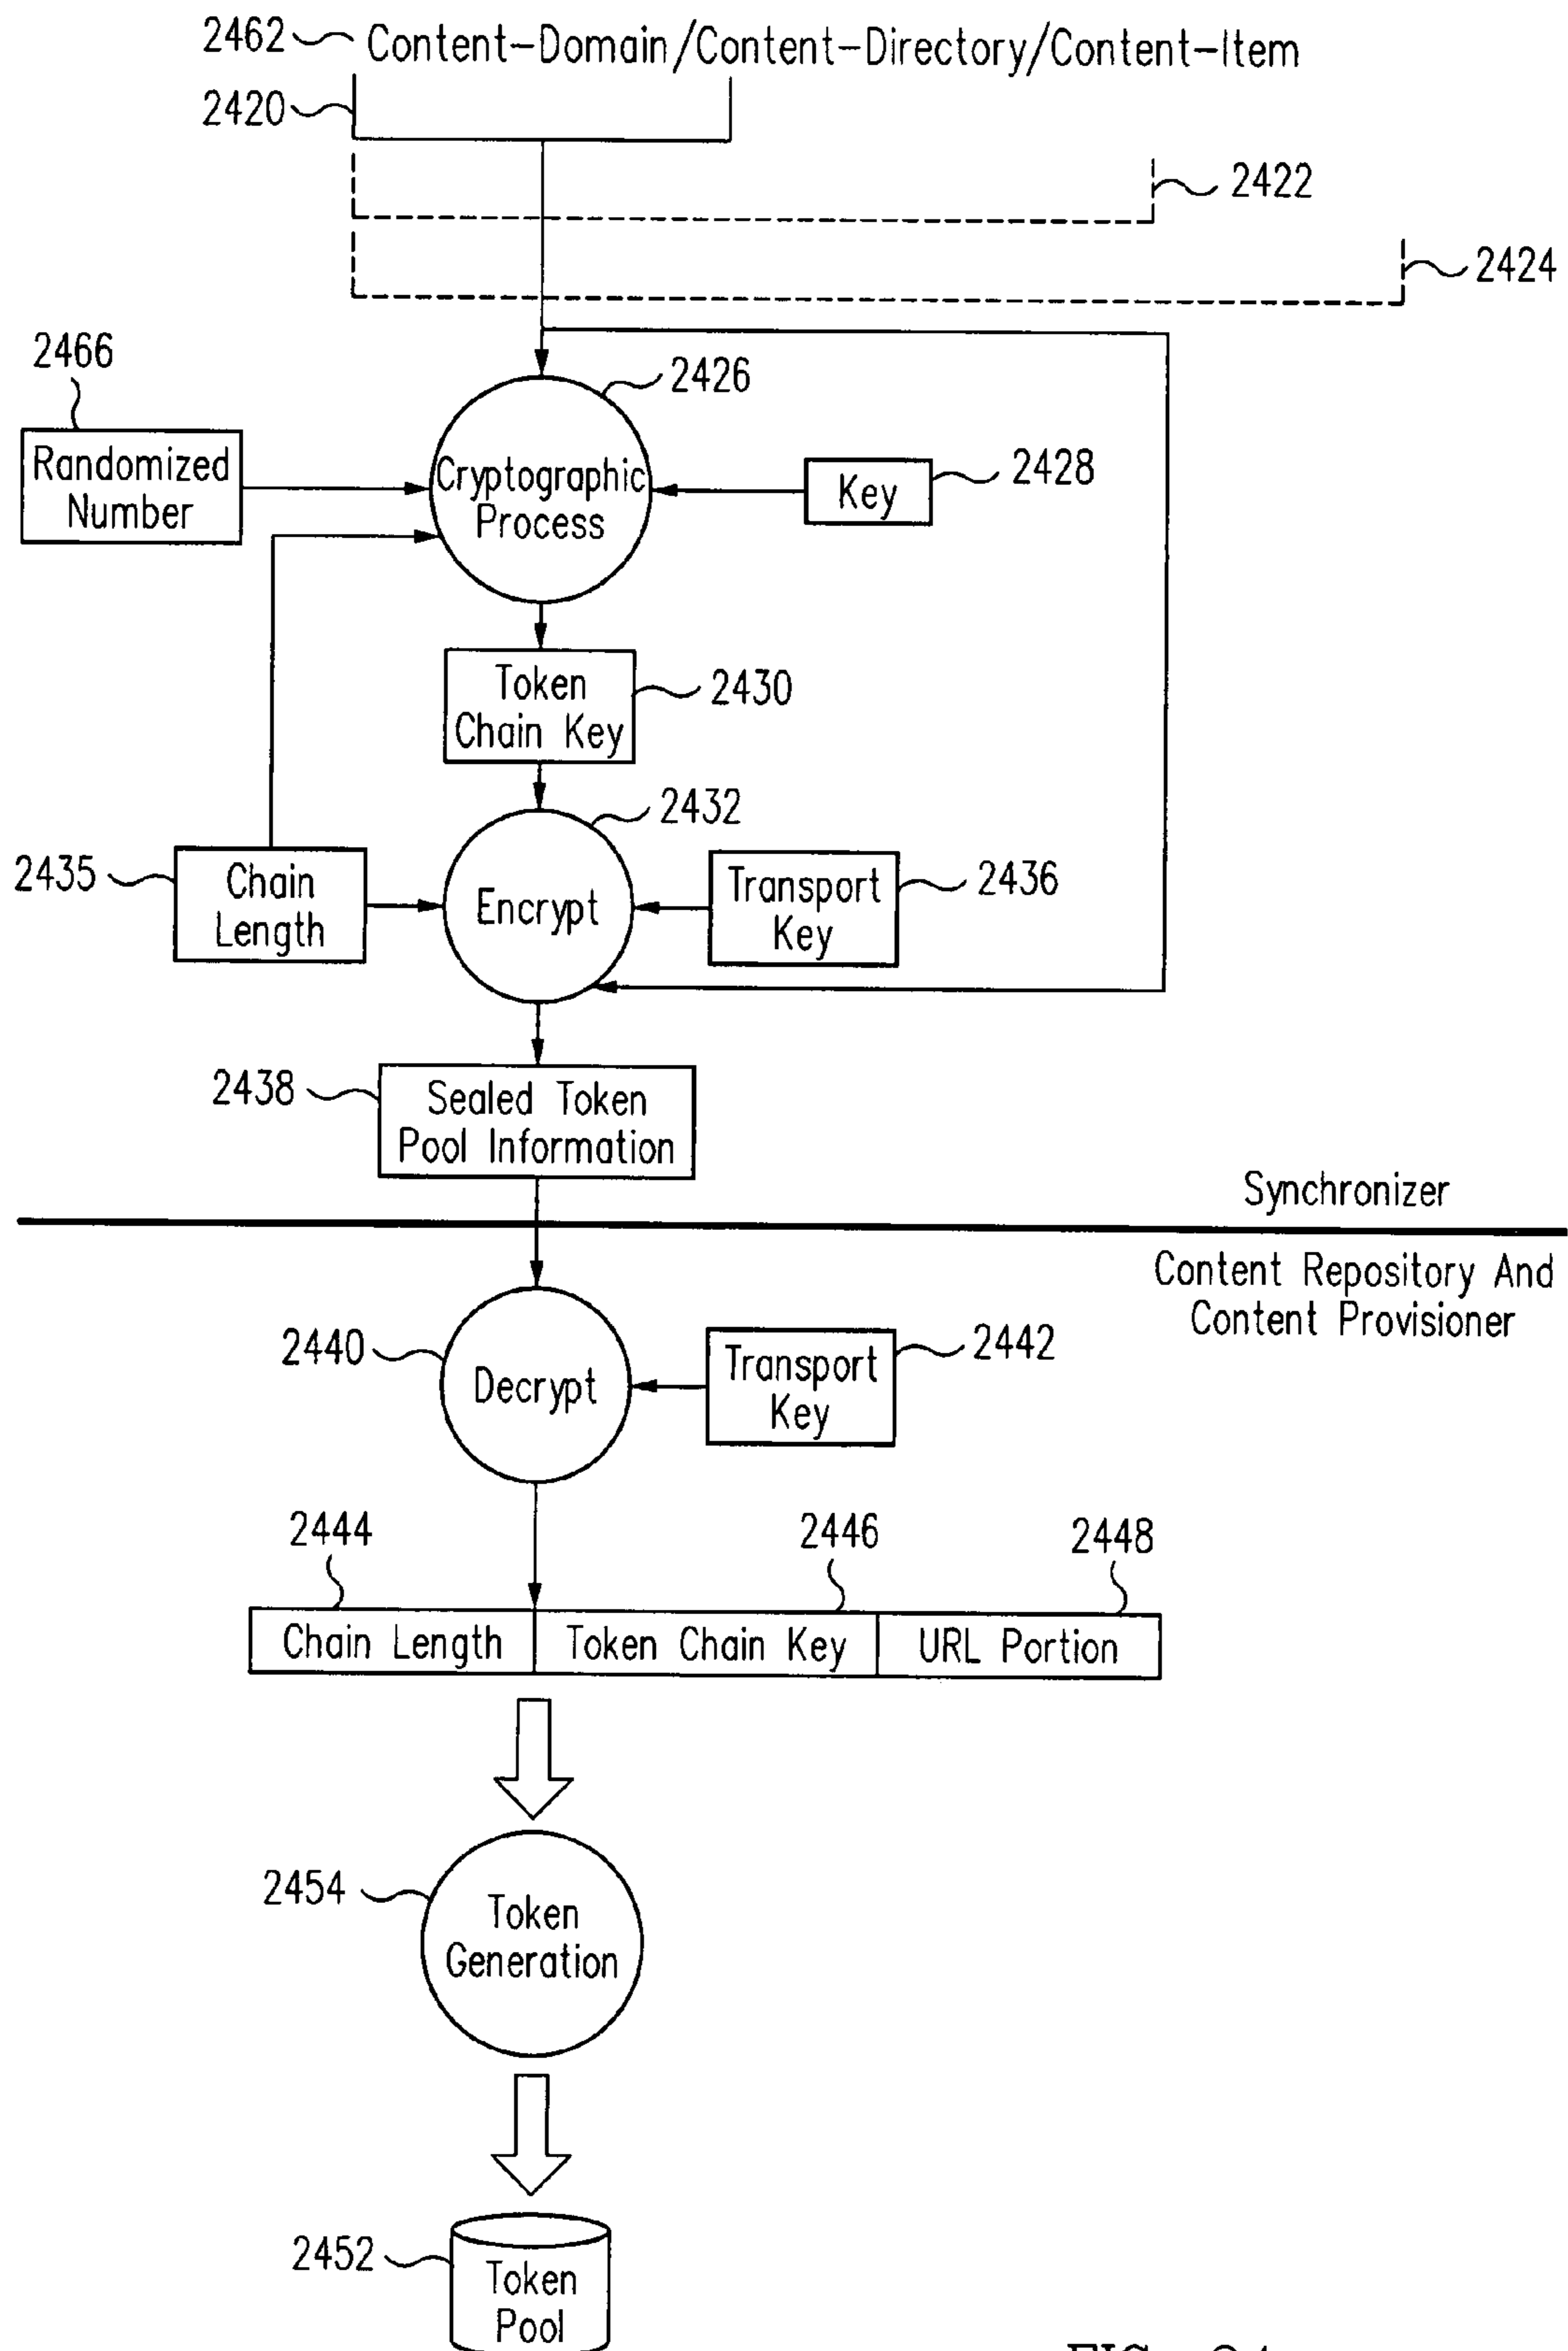 2462 Content-Domain/Content-Directory/Content-Item
2420
2422
2424
2466
2426
Randomized
Number
Cryptographic
Process
Key
2428
Token
Chain Key
2430
2432
2435
Chain
Length
Encrypt
Transport
Key
2436
2438
Sealed Token
Pool Information
Synchronizer
Content Repository And
Content Provisioner
2440
Decrypt
Transport
Key
2442
2444
2446
2448
Chain Length
Token Chain Key
URL Portion
2454
Token
Generation
2452
Token
Pool